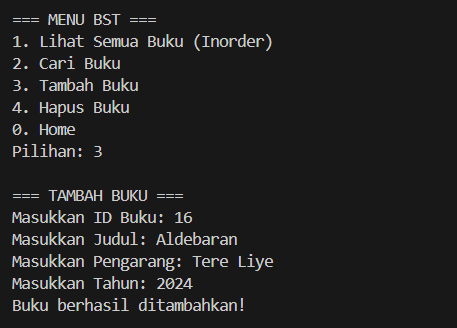 === MENU BST ===
1. Lihat Semua Buku (Inorder)
2. Cari Buku
3. Tambah Buku
4. Hapus Buku
0. Home
Pilihan: 3
=== TAMBAH BUKU ===
Masukkan ID Buku: 16
Masukkan Judul: Aldebaran
Masukkan Pengarang: Tere Liye
Masukkan Tahun: 2024
Buku berhasil ditambahkan!